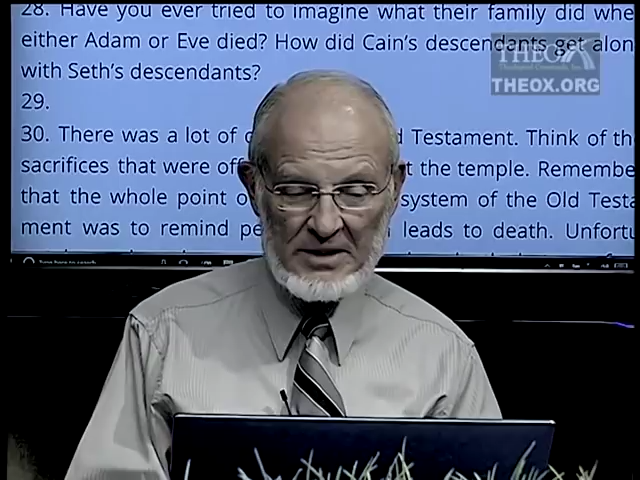 28. Have you ever tried to imagine what their family did whe
either Adam or Eve died? How did Cain's descendants get alon
with Seth's descendants?
29.
30. There was a lot of d Testament. Think of th
sacrifices that were off t the temple. Remembe
that the whole point o system of the Old Testa
ment was to remind pe leads to death. Unfortu
THEOX.ORG